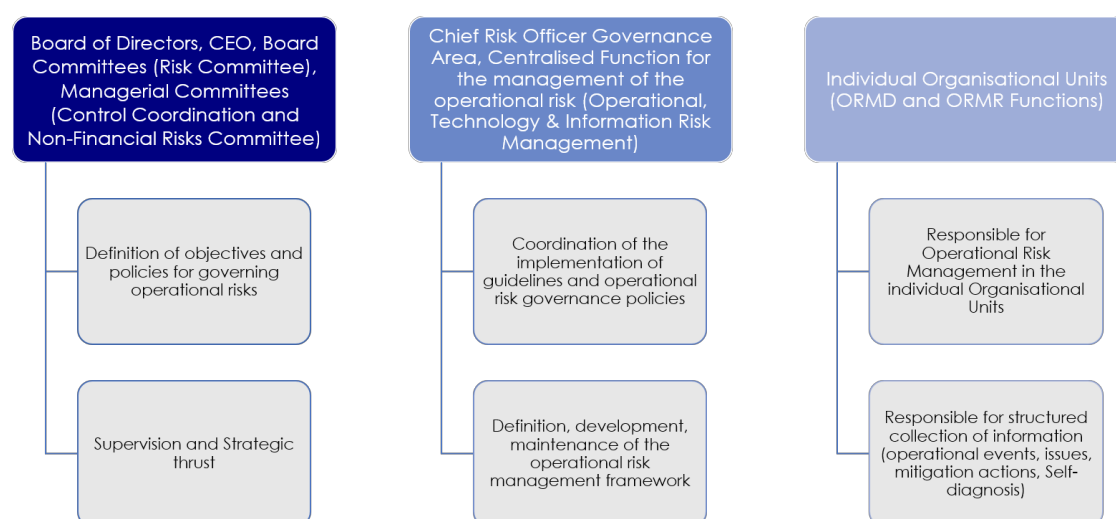 Board of Directors, CEO, Board
Committees (Risk Committee),
Managerial Committees
(Control Coordination and
Non-Financial Risks Committee)
Definition of objectives and
policies for governing
operational risks
Supervision and Strategic
thrust
Chief Risk Officer Governance
Area, Centralised Function for
the management of the
operational risk (Operational,
Technology & Information Risk
Management)
Coordination of the
implementation of
guidelines and operational
risk governance policies
Definition, development,
maintenance of the
operational risk
management framework
Individual Organisational Units
(ORMD and ORMR Functions)
Responsible for
Operational Risk
Management in the
individual Organisational
Units
Responsible for structured
collection of information
(operational events, issues,
mitigation actions, Self-
diagnosis)